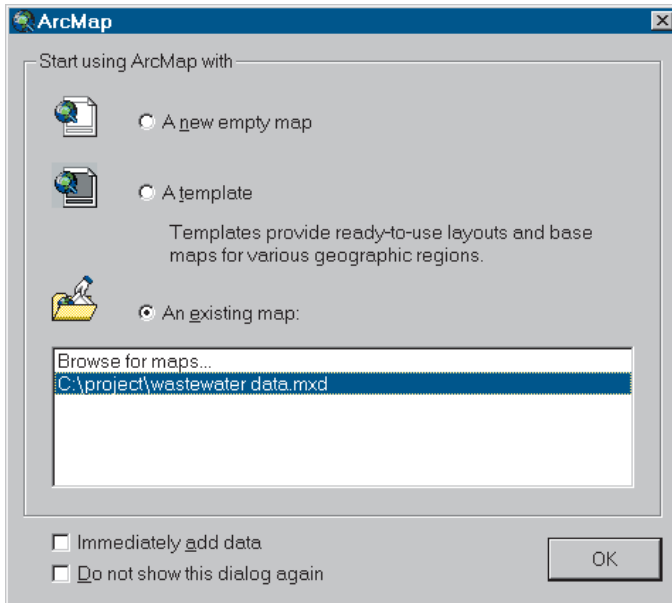 ArcMap
Start using ArcMap with
A new empty map
A template
Templates provide ready-to-use layouts and base
maps for various geographic regions.
An existing map:
Browse for maps...
C:\project\wastewater data.mxd
Immediately add data
Do not show this dialog again
OK